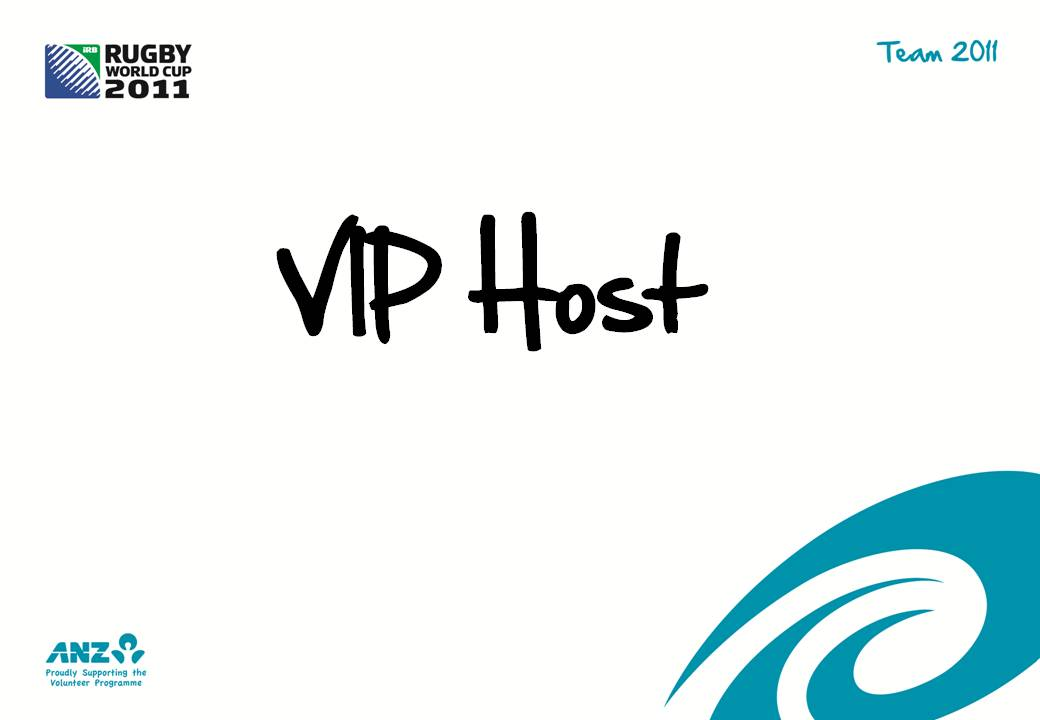 iRB
RUGBY
WORLD CUP
2011
Team 2011
VIP Host
ANZ
Proudly Supporting the
Volunteer Programme